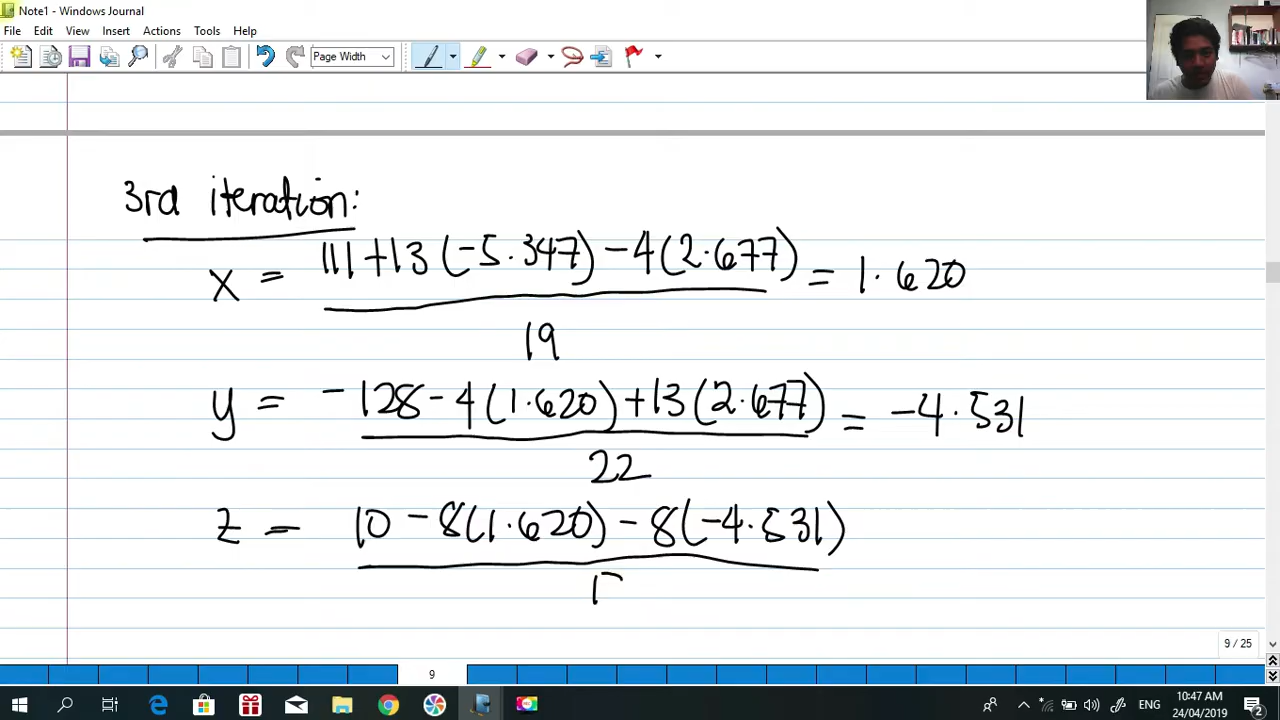 Note1 - Windows Journal
File Edit View Insert Actions Tools Help
Page Width
3rd iteration:
x = 111+13(-5.347)-4(2.677) = 1.620
19
y = -128-4(1.620)+13(2.677) = -4.531
22
z = 10-8(1.620)-8(-4.531)
1
9 / 25
9
ENG
10:47 AM
24/04/2019
2